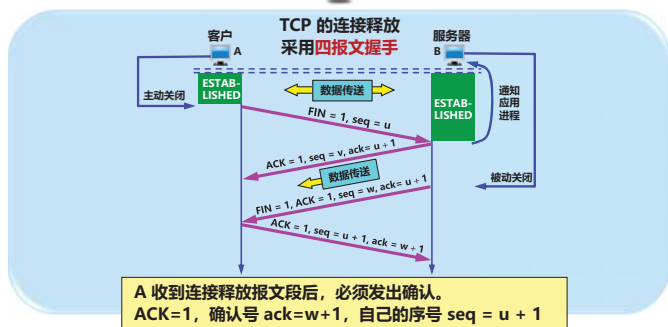 TCP 的连接释放
采用四报文握手
客户
A
服务器
B
主动关闭
ESTAB-
LISHED
数据传送
ESTAB-
LISHED
通知
应用
进程
FIN = 1, seq = u
ACK = 1, seq = v, ack= u + 1
数据传送
被动关闭
FIN = 1, ACK = 1, seq = w, ack= u + 1
ACK = 1, seq = u + 1, ack = w + 1
A 收到连接释放报文段后，必须发出确认。
ACK=1，确认号 ack=w+1，自己的序号 seq = u + 1